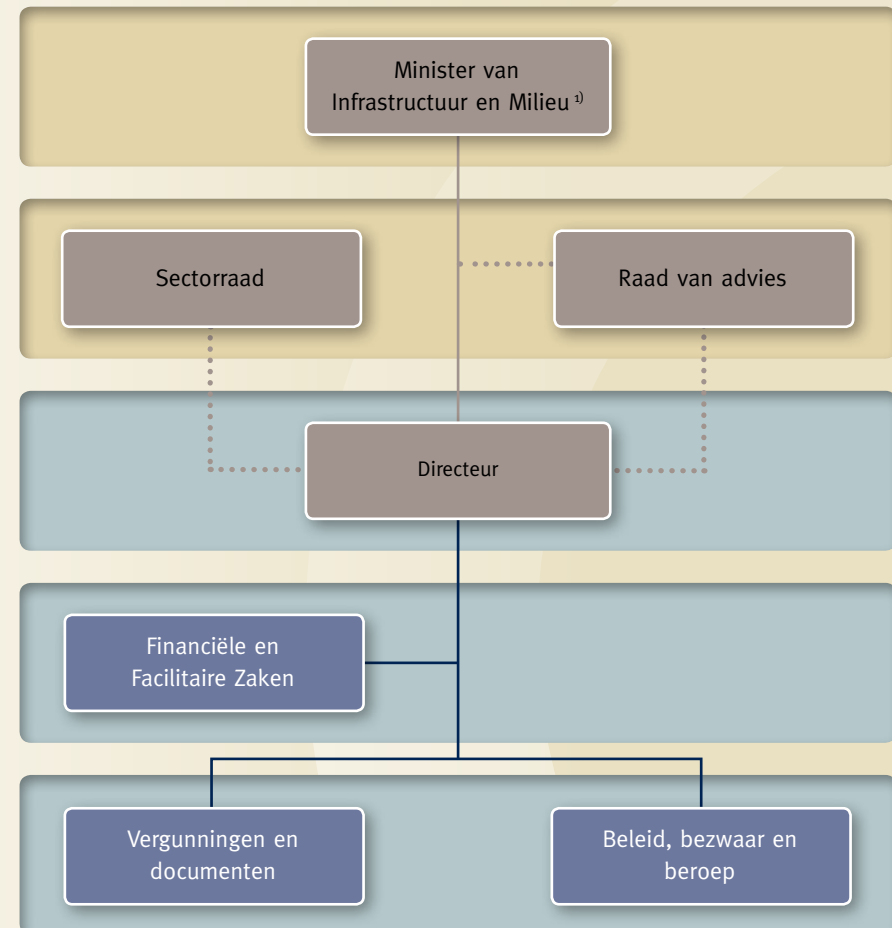 Minister van
Infrastructuur en Milieu ¹⁾
Sectorraad
Raad van advies
Directeur
Financiële en
Facilitaire Zaken
Vergunningen en
documenten
Beleid, bezwaar en
beroep